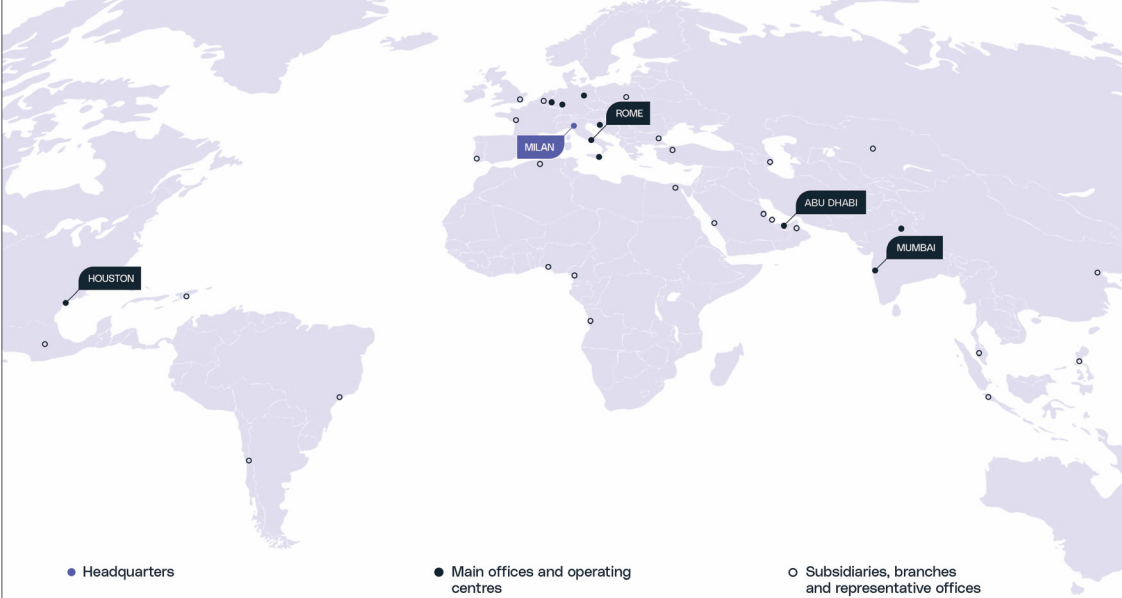 ROME
MILAN
ABU DHABI
MUMBAI
HOUSTON
Headquarters
Main offices and operating
centres
Subsidiaries, branches
and representative offices